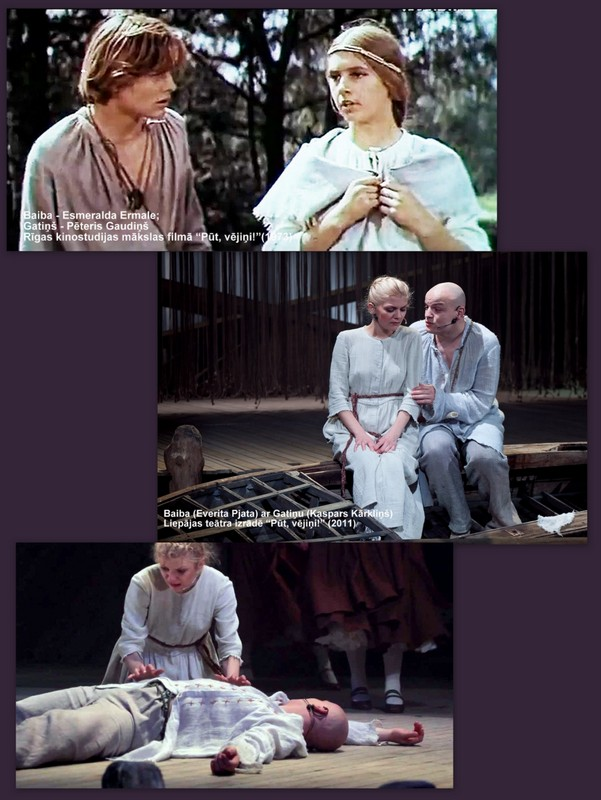 Baiba - Esmeralda Ermale;
Gatiņš - Pēteris Gaudiņš
Rīgas kinostudijas mākslas filmā “Pūt, vējiņi!”(1973)
Baiba (Everita Pjata) ar Gatiņu (Kaspars Kārkliņš)
Liepājas teātra izrādē “Pūt, vējiņi!” (2011)